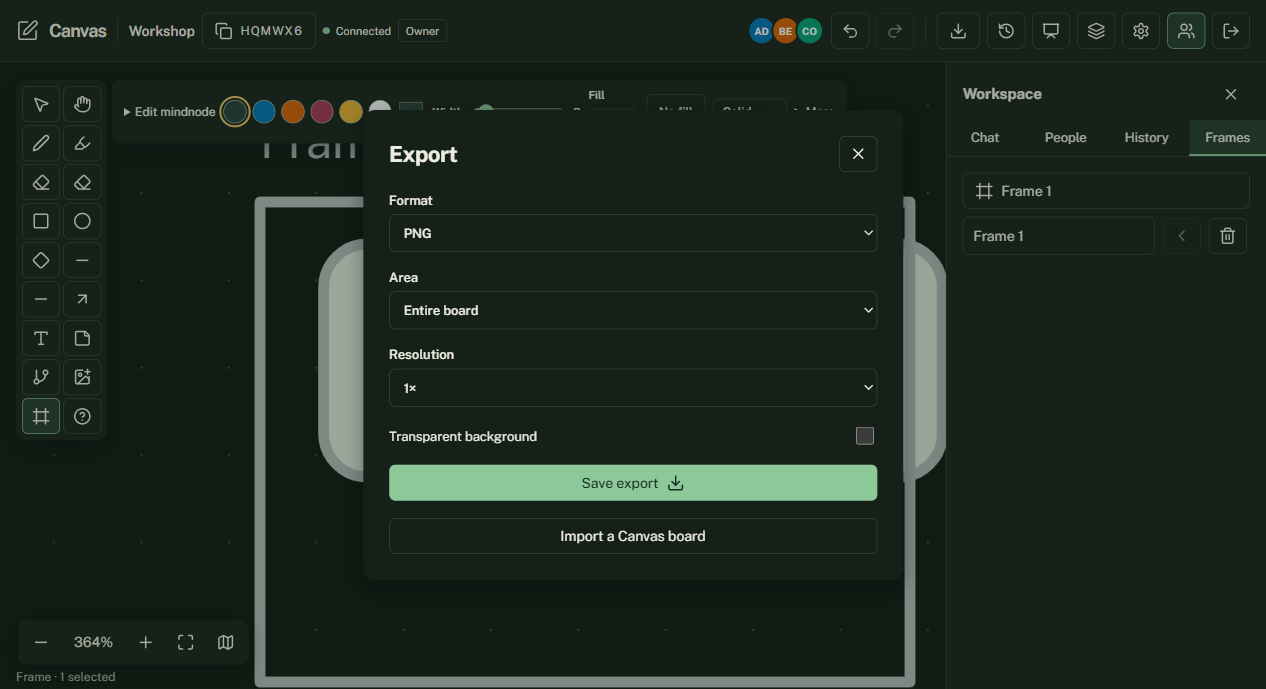 Canvas
Workshop
HQMWX6
Connected
Owner
AD
BE
CO
Edit mindnode
Fill
No fill
Solid
More
Workspace
Chat
People
History
Frames
Frame 1
Frame 1
Export
Format
PNG
Area
Entire board
Resolution
1×
Transparent background
Save export
Import a Canvas board
364%
Frame · 1 selected